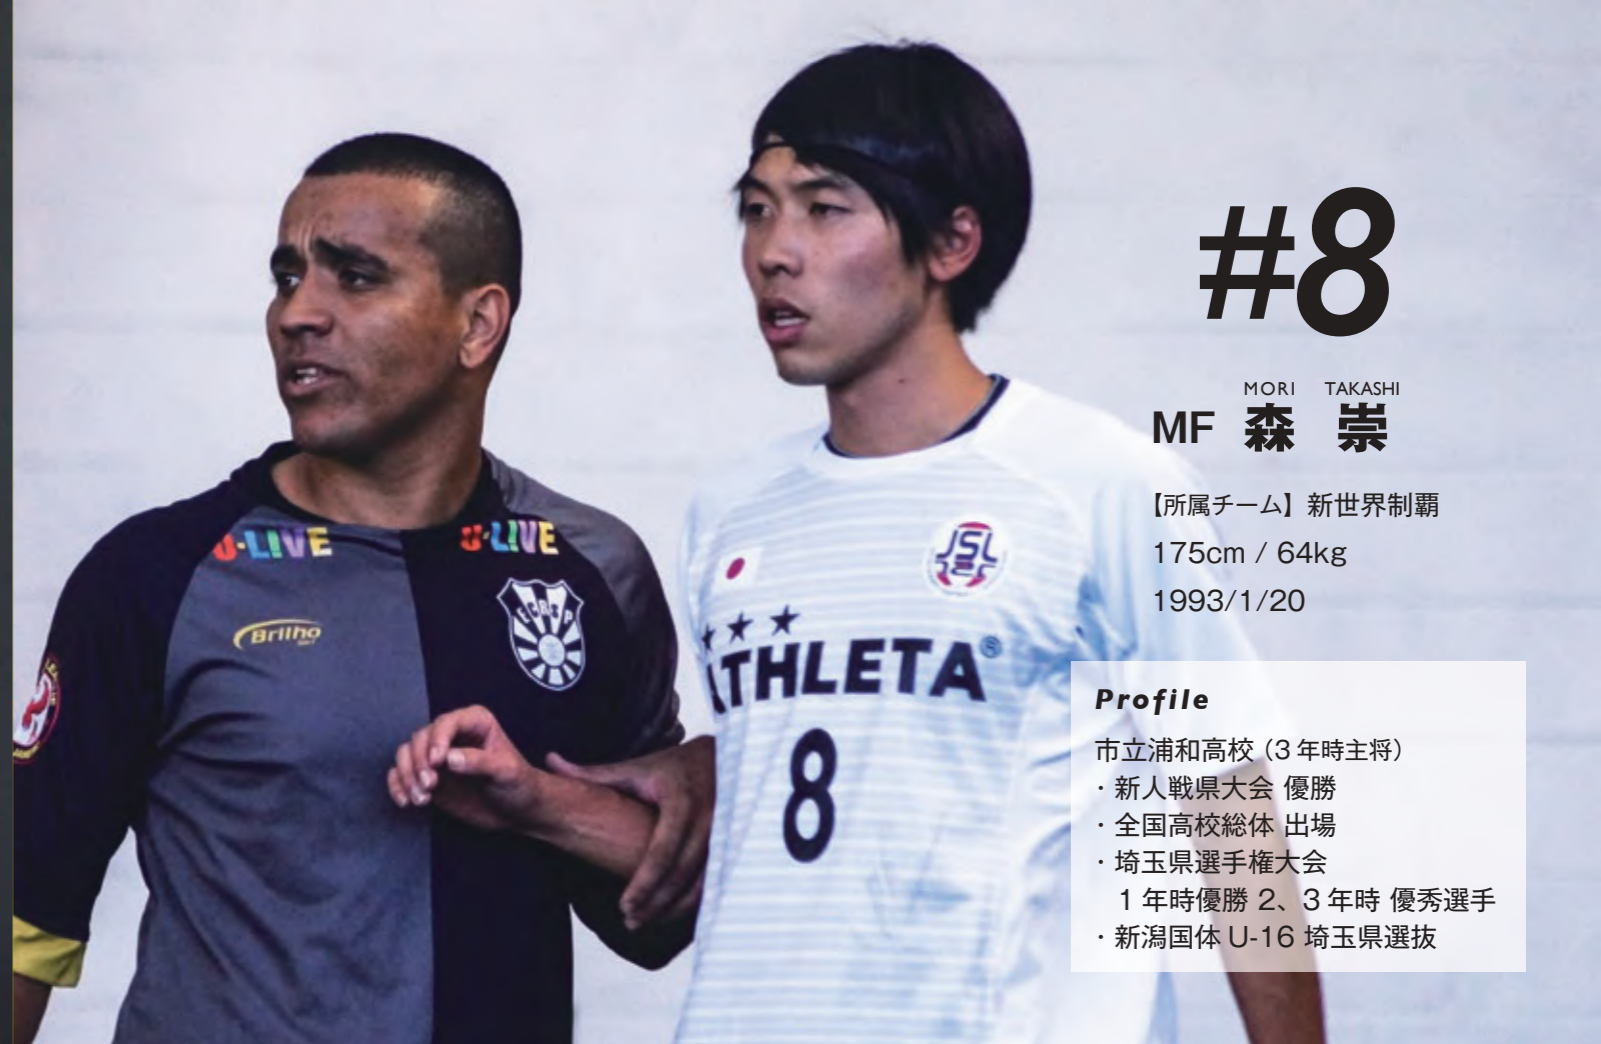 #8
MORI TAKASHI
MF 森 崇
【所属チーム】新世界制覇
175cm / 64kg
1993/1/20
Profile
市立浦和高校（3年時主将）
・新人戦県大会 優勝
・全国高校総体 出場
・埼玉県選手権大会
1年時優勝 2、3年時 優秀選手
・新潟国体 U-16 埼玉県選抜
U-LIVE U-LIVE
Brilho
ECRSP
JSL
ATHLETA®
8